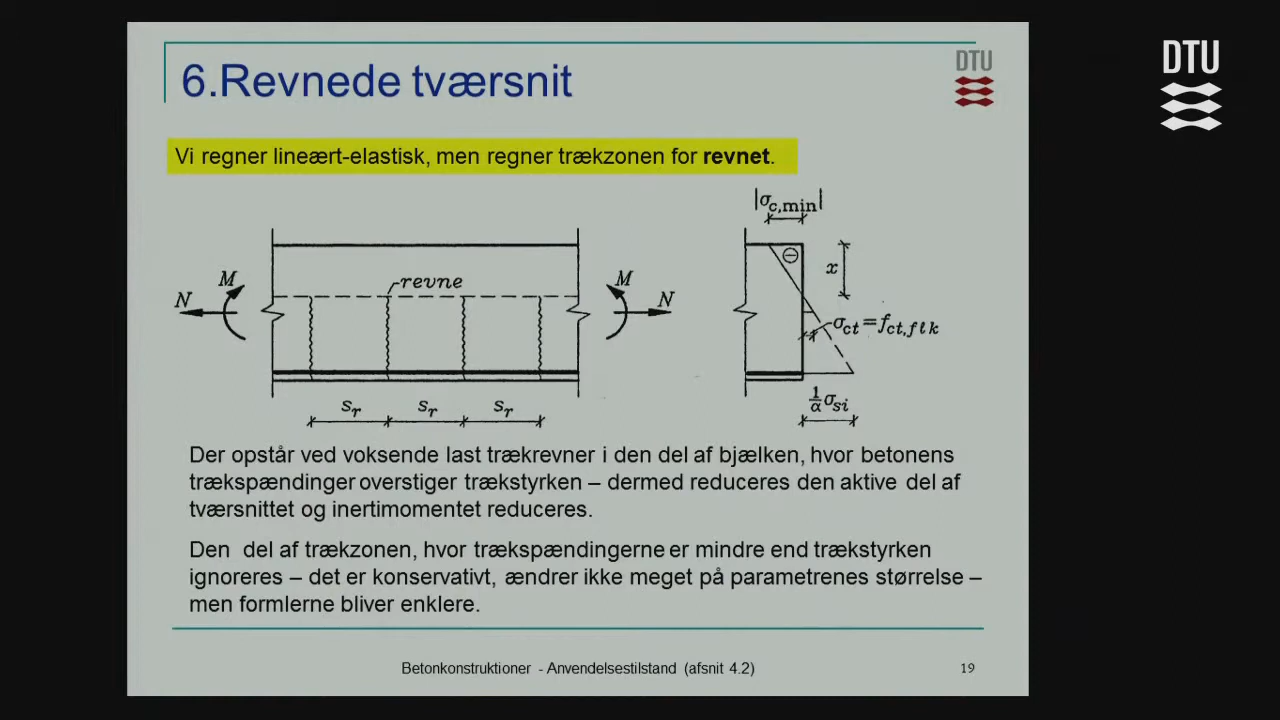 6.Revnede tværsnit
DTU
DTU
Vi regner lineært-elastisk, men regner trækzonen for revnet.
|σc,min|
M
revne
M
x
N
N
σct=fct,flk
1/α σsi
sr
sr
sr
Der opstår ved voksende last trækrevner i den del af bjælken, hvor betonens
trækspændinger overstiger trækstyrken – dermed reduceres den aktive del af
tværsnittet og inertimomentet reduceres.
Den del af trækzonen, hvor trækspændingerne er mindre end trækstyrken
ignoreres – det er konservativt, ændrer ikke meget på parametrenes størrelse –
men formlerne bliver enklere.
Betonkonstruktioner - Anvendelsestilstand (afsnit 4.2)
19